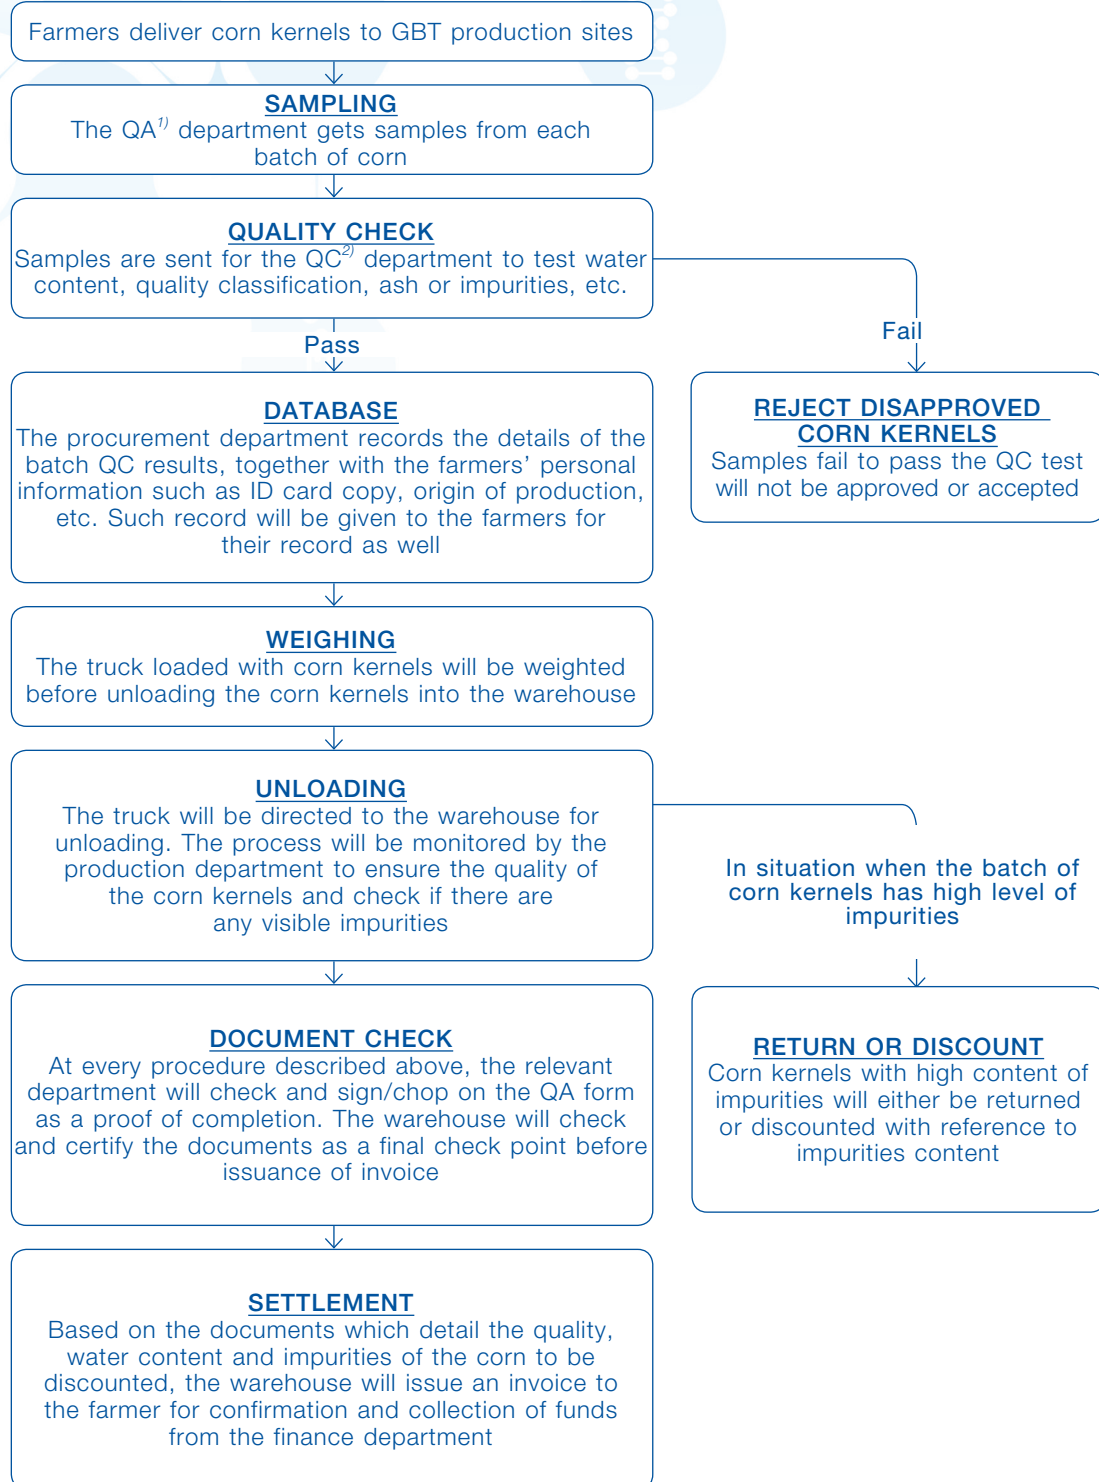 Farmers deliver corn kernels to GBT production sites
SAMPLING
The QA1) department gets samples from each
batch of corn
QUALITY CHECK
Samples are sent for the QC2) department to test water
content, quality classification, ash or impurities, etc.
Pass
Fail
DATABASE
The procurement department records the details of the
batch QC results, together with the farmers’ personal
information such as ID card copy, origin of production,
etc. Such record will be given to the farmers for
their record as well
REJECT DISAPPROVED
CORN KERNELS
Samples fail to pass the QC test
will not be approved or accepted
WEIGHING
The truck loaded with corn kernels will be weighted
before unloading the corn kernels into the warehouse
UNLOADING
The truck will be directed to the warehouse for
unloading. The process will be monitored by the
production department to ensure the quality of
the corn kernels and check if there are
any visible impurities
In situation when the batch of
corn kernels has high level of
impurities
DOCUMENT CHECK
At every procedure described above, the relevant
department will check and sign/chop on the QA form
as a proof of completion. The warehouse will check
and certify the documents as a final check point before
issuance of invoice
RETURN OR DISCOUNT
Corn kernels with high content of
impurities will either be returned
or discounted with reference to
impurities content
SETTLEMENT
Based on the documents which detail the quality,
water content and impurities of the corn to be
discounted, the warehouse will issue an invoice to
the farmer for confirmation and collection of funds
from the finance department